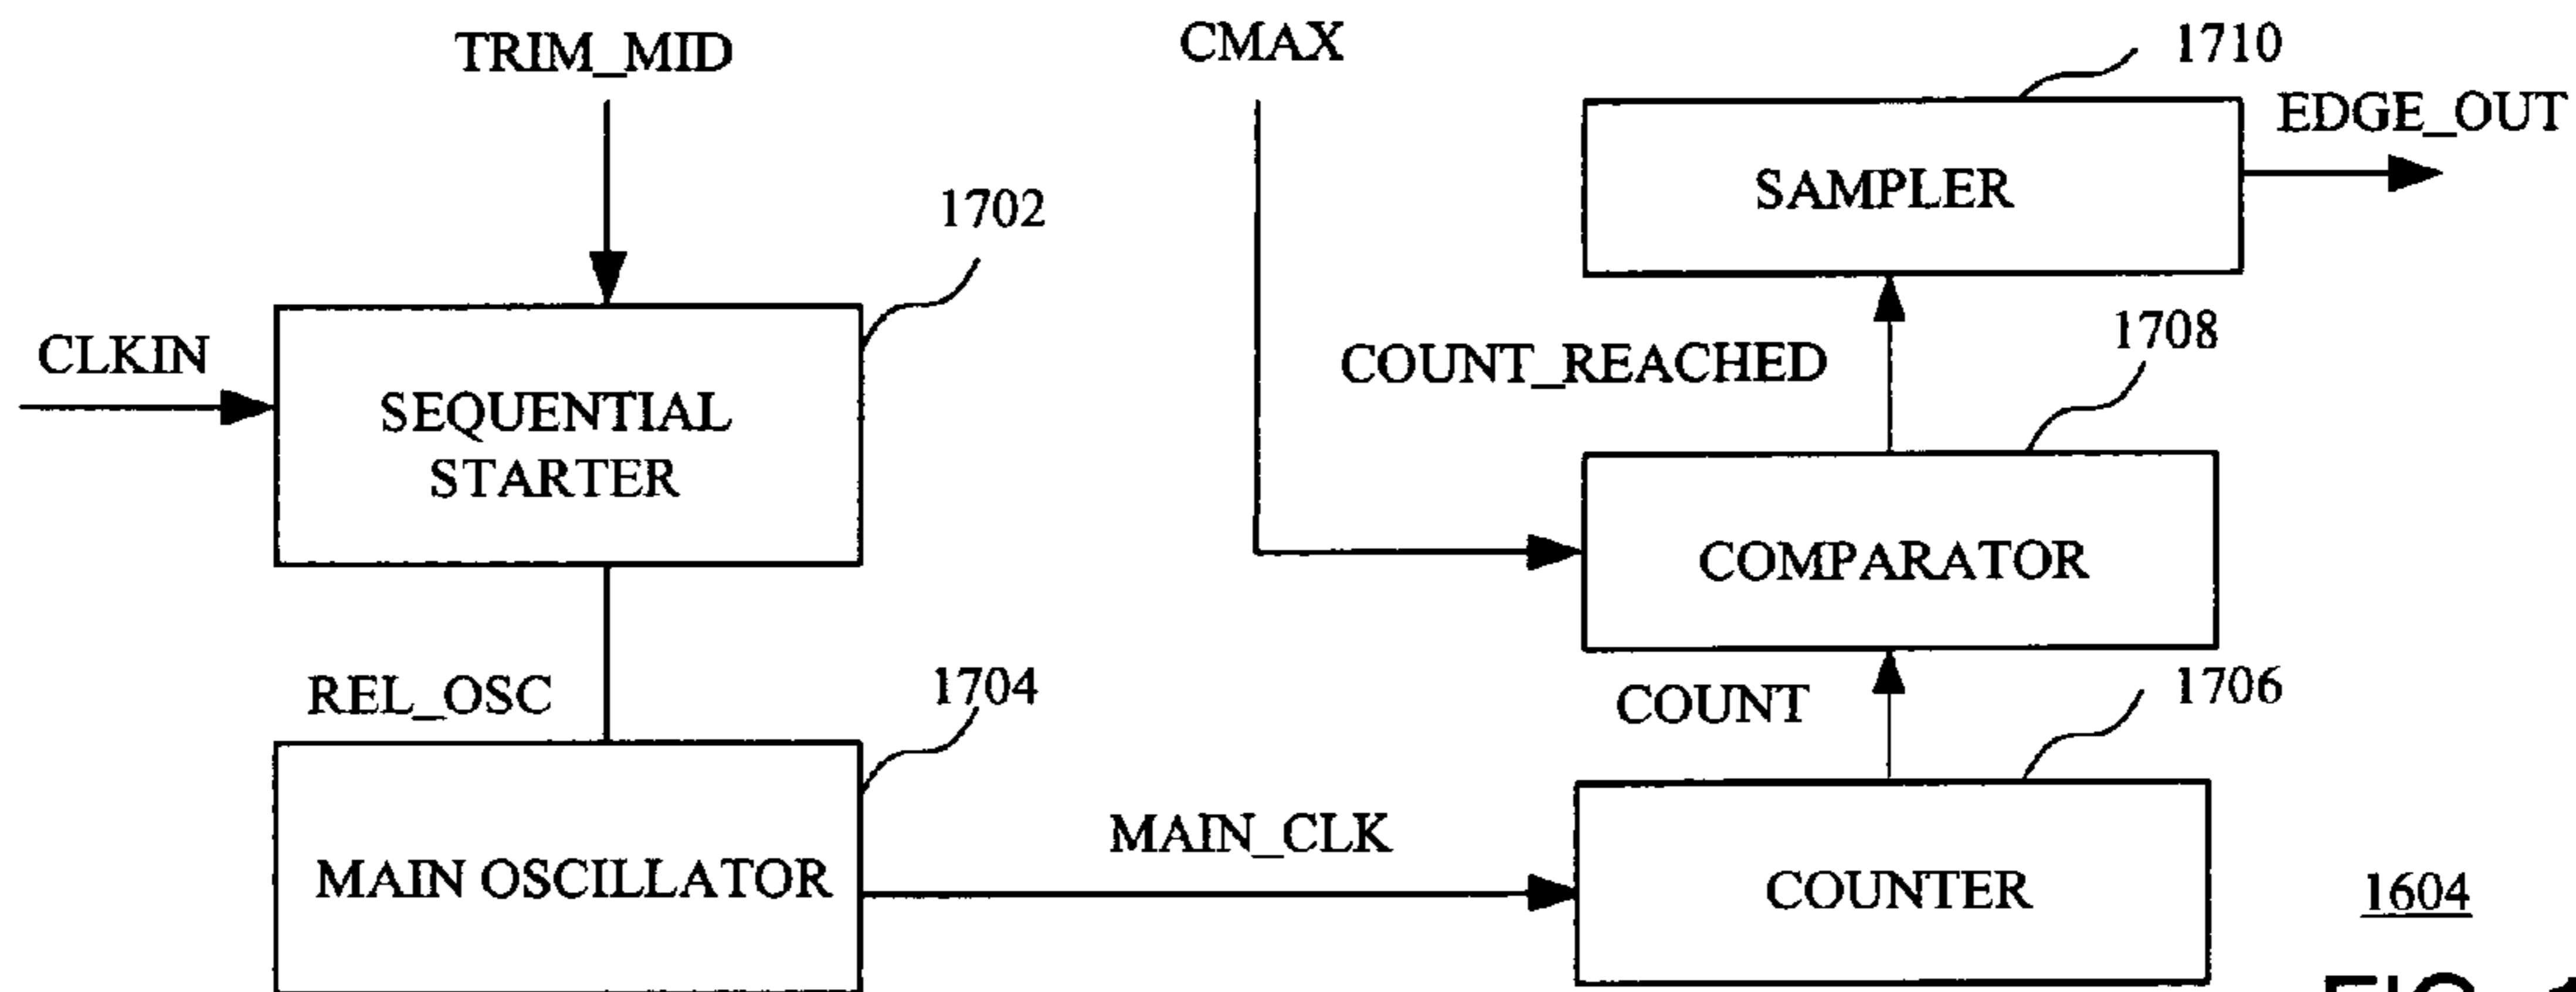 TRIM_MID
CMAX
1710
EDGE_OUT
SAMPLER
1702
CLKIN
SEQUENTIAL
STARTER
COUNT_REACHED
1708
COMPARATOR
REL_OSC
1704
COUNT
1706
MAIN OSCILLATOR
MAIN_CLK
COUNTER
1604